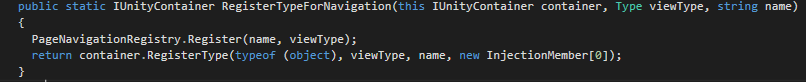 public static IUnityContainer RegisterTypeForNavigation(this IUnityContainer container, Type viewType, string name)
{
PageNavigationRegistry.Register(name, viewType);
return container.RegisterType(typeof (object), viewType, name, new InjectionMember[0]);
}